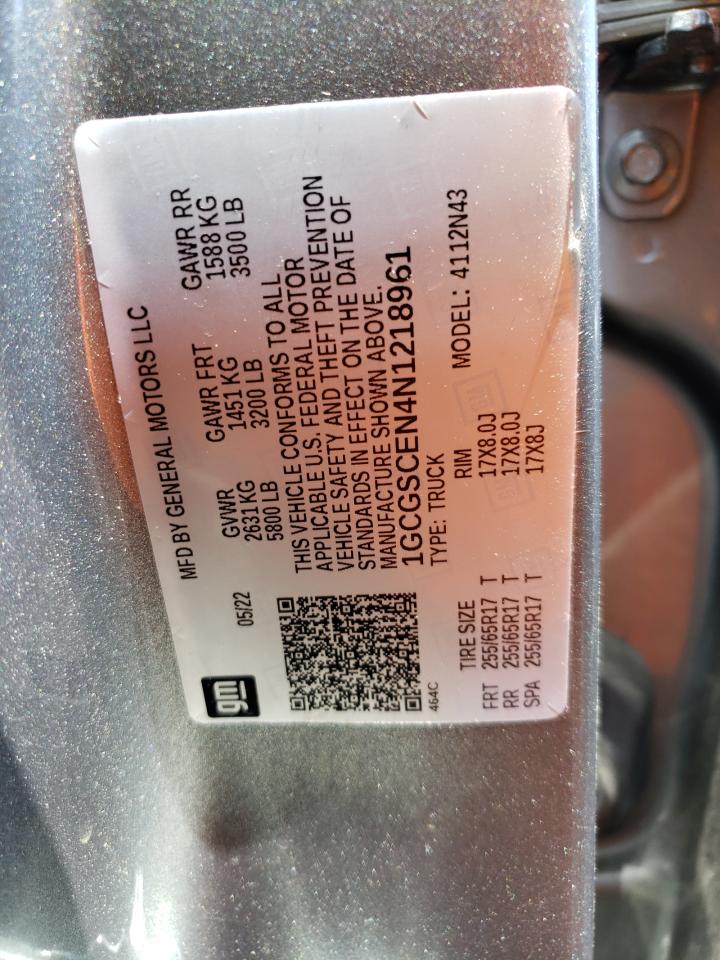 gm
MFD BY GENERAL MOTORS LLC
05/22
GVWR GAWR FRT GAWR RR
2631 KG 1451 KG 1588 KG
5800 LB 3200 LB 3500 LB
THIS VEHICLE CONFORMS TO ALL
APPLICABLE U.S. FEDERAL MOTOR
VEHICLE SAFETY AND THEFT PREVENTION
STANDARDS IN EFFECT ON THE DATE OF
MANUFACTURE SHOWN ABOVE.
1GCGSCEN4N1218961
464C
TYPE: TRUCK MODEL: 4112N43
TIRE SIZE RIM
FRT 255/65R17 T 17X8.0J
RR 255/65R17 T 17X8.0J
SPA 255/65R17 T 17X8J